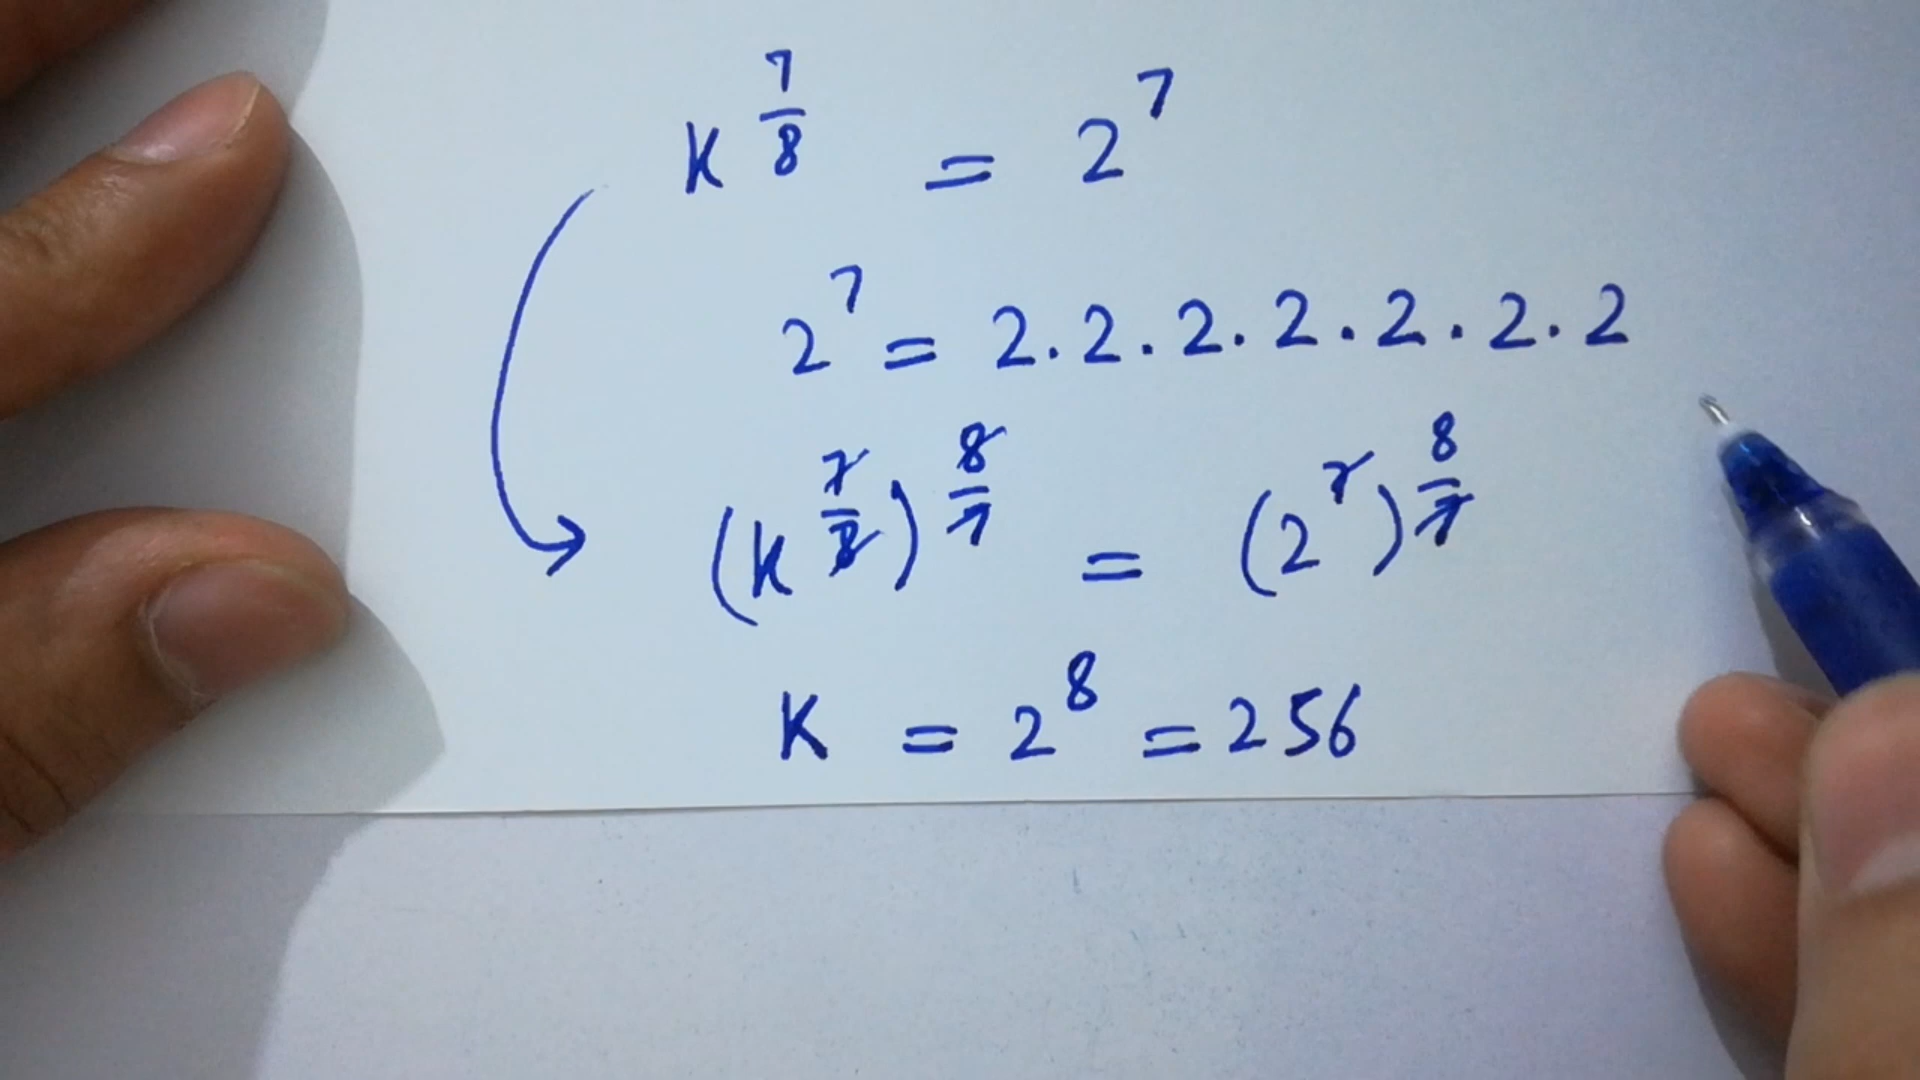 K^(7/8) = 2^7
2^7 = 2.2.2.2.2.2.2
(K^(7/8))^(8/7) = (2^7)^(8/7)
K = 2^8 = 256